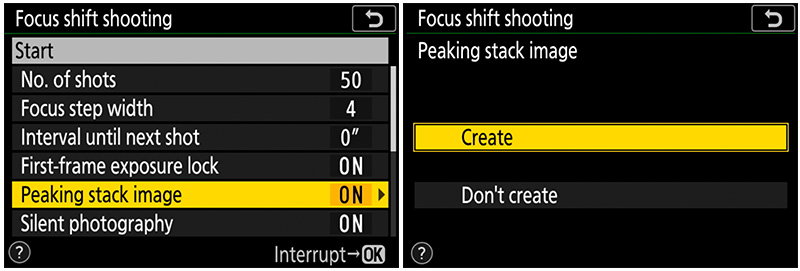 Focus shift shooting
Start
No. of shots 50
Focus step width 4
Interval until next shot 0″
First-frame exposure lock ON
Peaking stack image ON
Silent photography ON
? Interrupt→OK
Focus shift shooting
Peaking stack image
Create
Don't create
?